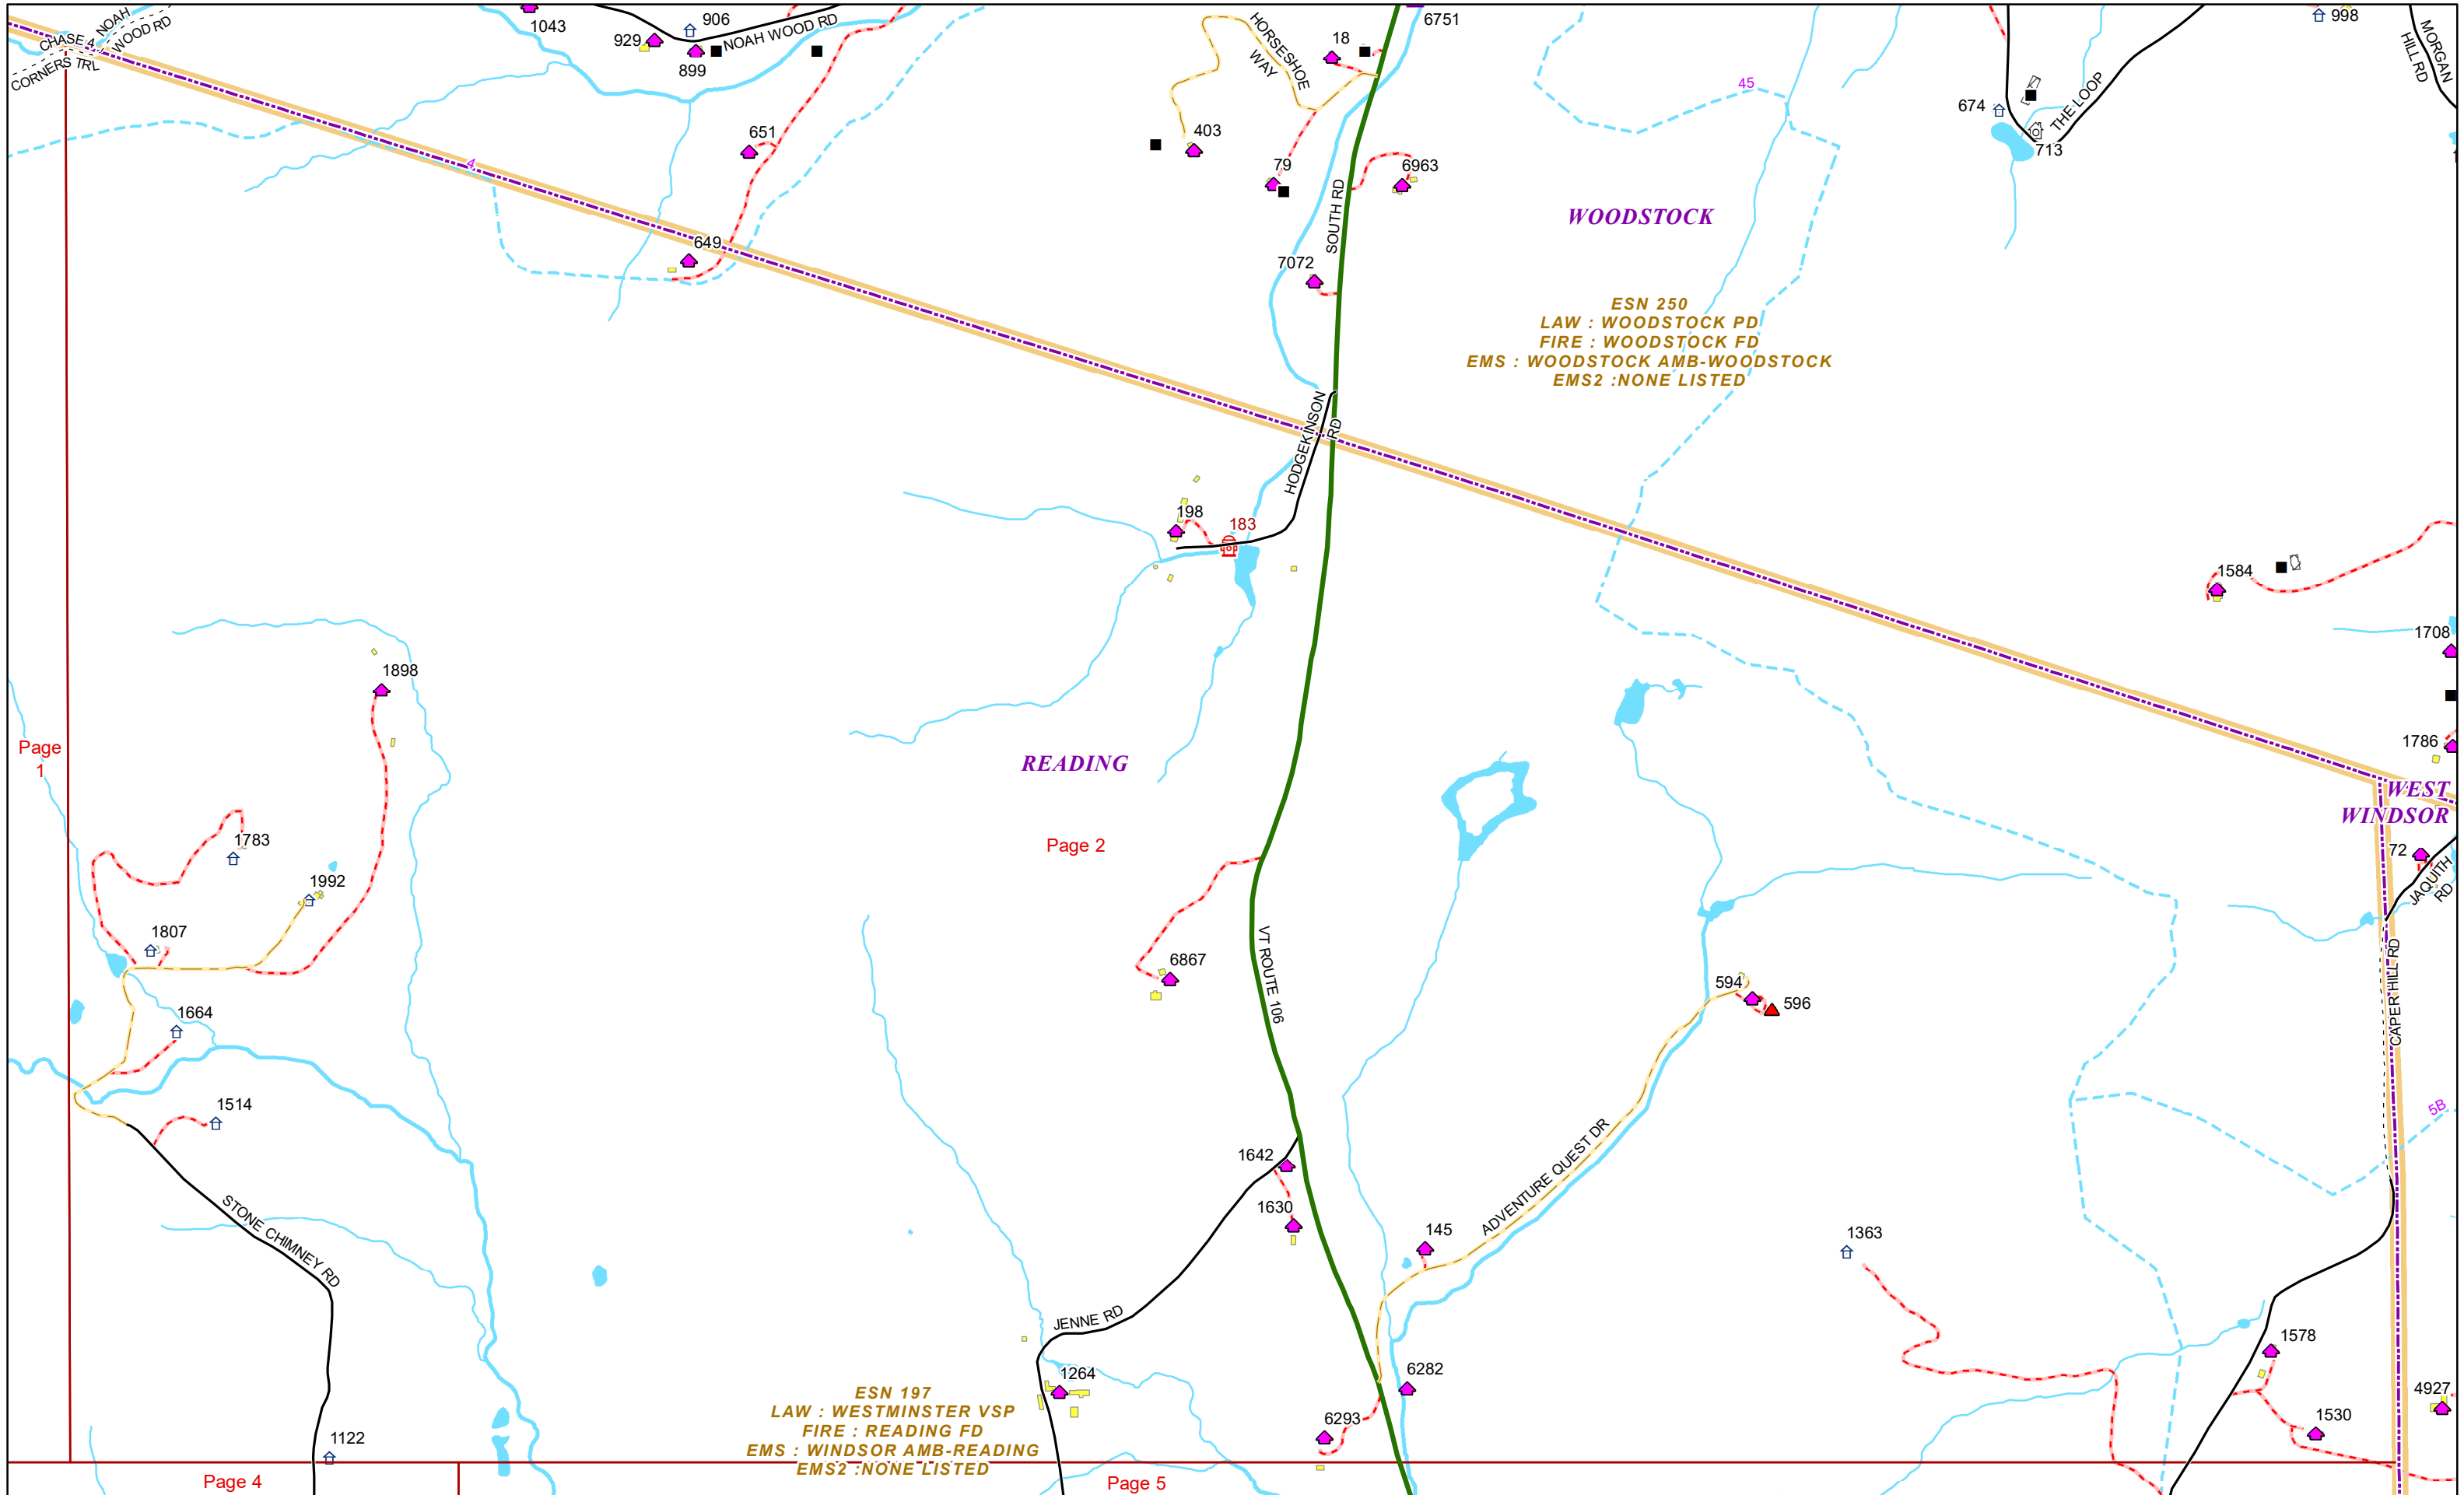 NOAH
WOOD RD
CHASE 4
CORNERS TRL
1043
906
929
899
NOAH WOOD RD
HORSESHOE
WAY
18
6751
998
MORGAN
HILL RD
45
674
THE LOOP
713
651
403
79
6963
4
SOUTH RD
WOODSTOCK
649
7072
ESN 250
LAW : WOODSTOCK PD
FIRE : WOODSTOCK FD
EMS : WOODSTOCK AMB-WOODSTOCK
EMS2 :NONE LISTED
HODGEKINSON
RD
198
183
1584
1708
1898
Page
1
READING
1786
WEST
WINDSOR
Page 2
1783
72
JAQUITH
RD
1992
1807
6867
VT ROUTE 106
594
596
CAPER HILL RD
1664
1514
5B
1642
ADVENTURE QUEST DR
STONE CHIMNEY RD
1630
145
1363
JENNE RD
1578
1264
6282
4927
ESN 197
LAW : WESTMINSTER VSP
FIRE : READING FD
EMS : WINDSOR AMB-READING
EMS2 :NONE LISTED
6293
1530
1122
Page 4
Page 5